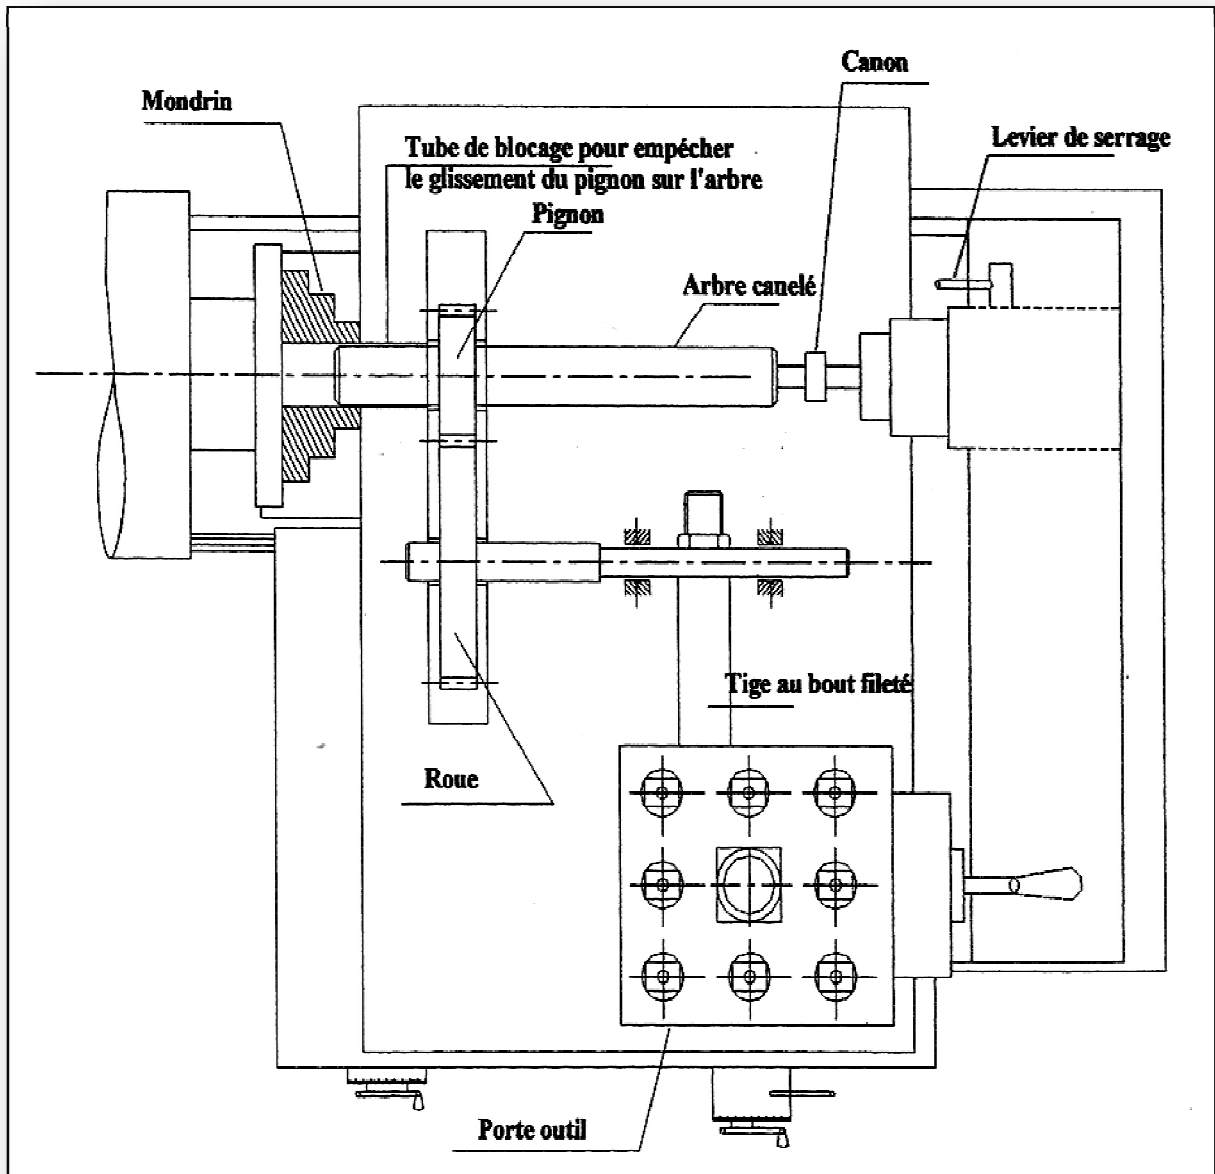 Canon
Mondrin
Levier de serrage
Tube de blocage pour empécher
le glissement du pignon sur l'arbre
Pignon
Arbre canelé
Tige au bout fileté
Roue
Porte outil